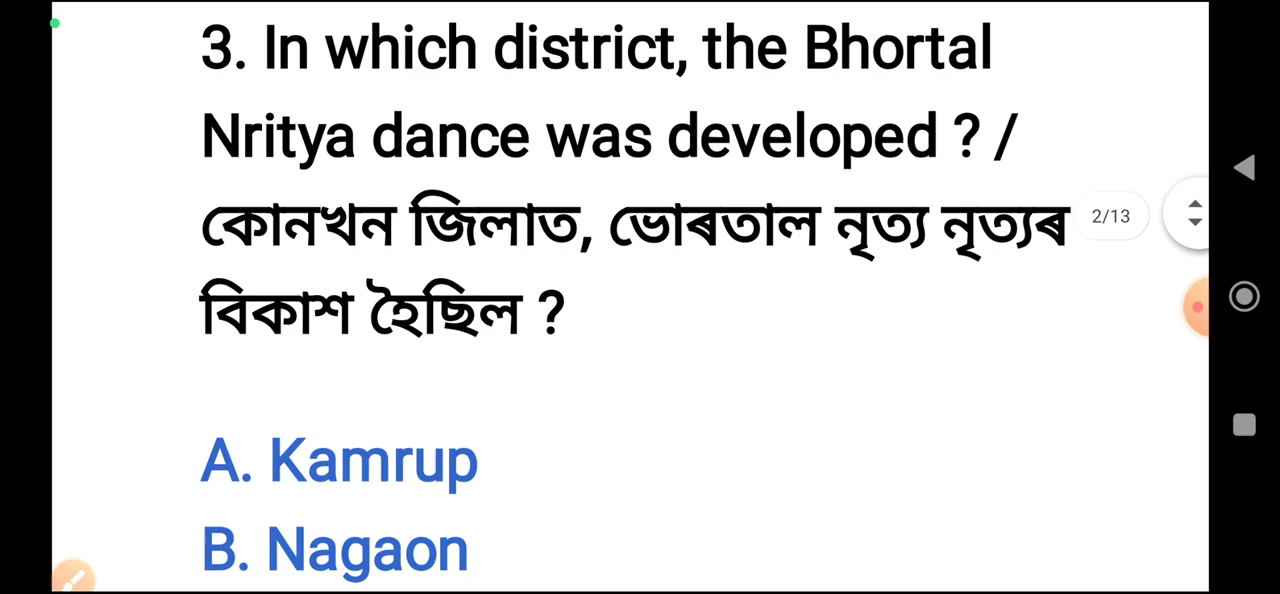 3. In which district, the Bhortal
Nritya dance was developed ? /
কোনখন জিলাত, ভোৰতাল নৃত্য নৃত্যৰ
2/13
বিকাশ হৈছিল ?
A. Kamrup
B. Nagaon